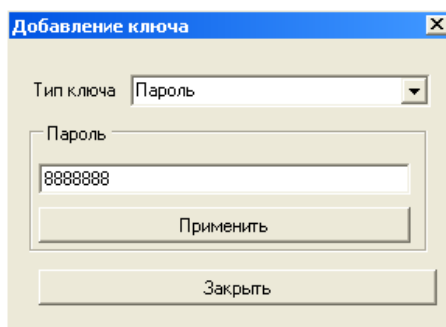 Добавление ключа
Тип ключа Пароль
Пароль
8888888
Применить
Закрыть